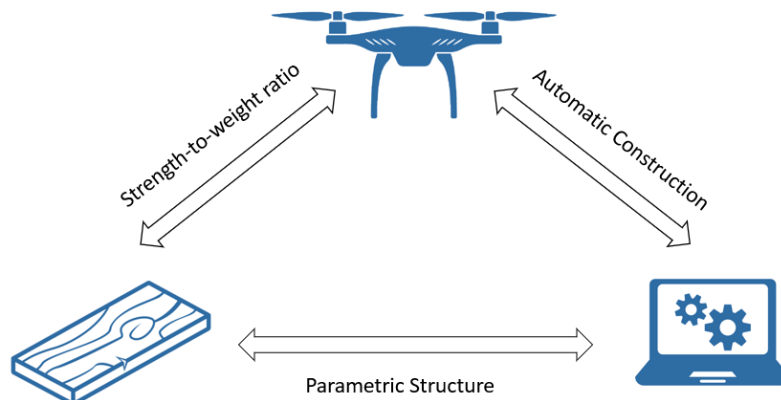 Strength-to-weight ratio
Automatic Construction
Parametric Structure